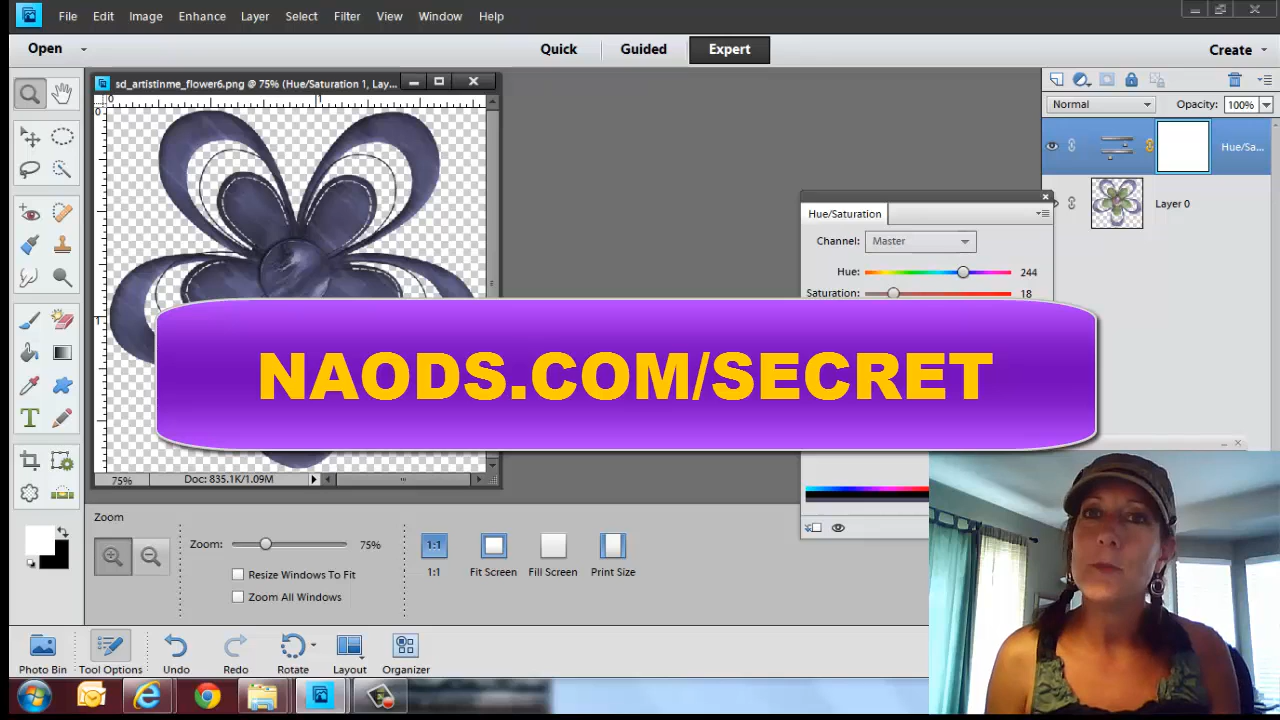 File Edit Image Enhance Layer Select Filter View Window Help
Open Quick Guided Expert Create
sd_artistinme_flower6.png @ 75% (Hue/Saturation 1, Lay...
Normal Opacity: 100%
Hue/Sa...
Layer 0
Hue/Saturation
Channel: Master
Hue: 244
Saturation: 18
NAODS.COM/SECRET
75% Doc: 835.1K/1.09M
Zoom
Zoom: 75%
1:1
1:1 Fit Screen Fill Screen Print Size
Resize Windows To Fit
Zoom All Windows
Photo Bin Tool Options Undo Redo Rotate Layout Organizer